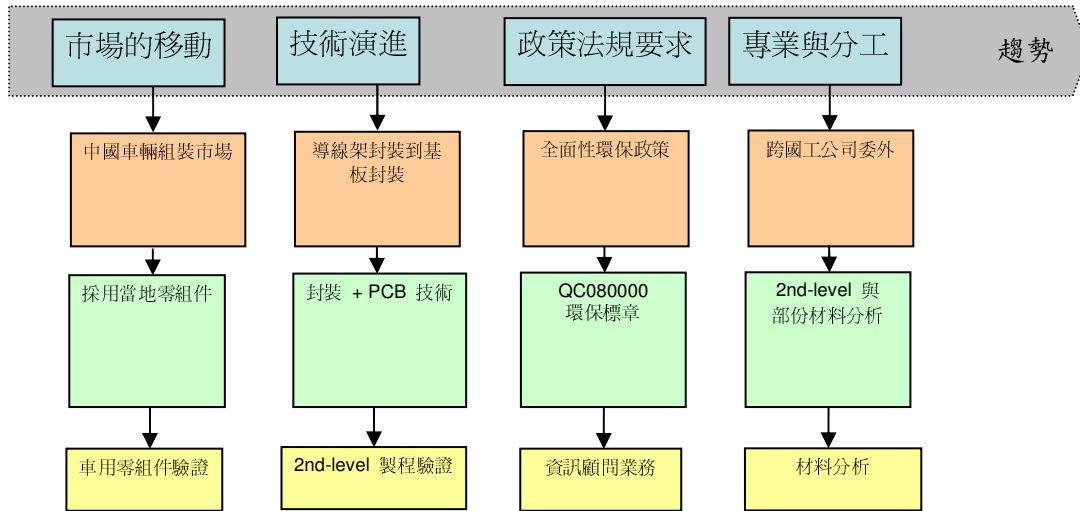 市場的移動
技術演進
政策法規要求
專業與分工
趨勢
中國車輛組裝市場
導線架封裝到基
板封裝
全面性環保政策
跨國工公司委外
採用當地零組件
封裝 + PCB 技術
QC080000
環保標章
2nd-level 與
部份材料分析
車用零組件驗證
2nd-level 製程驗證
資訊顧問業務
材料分析